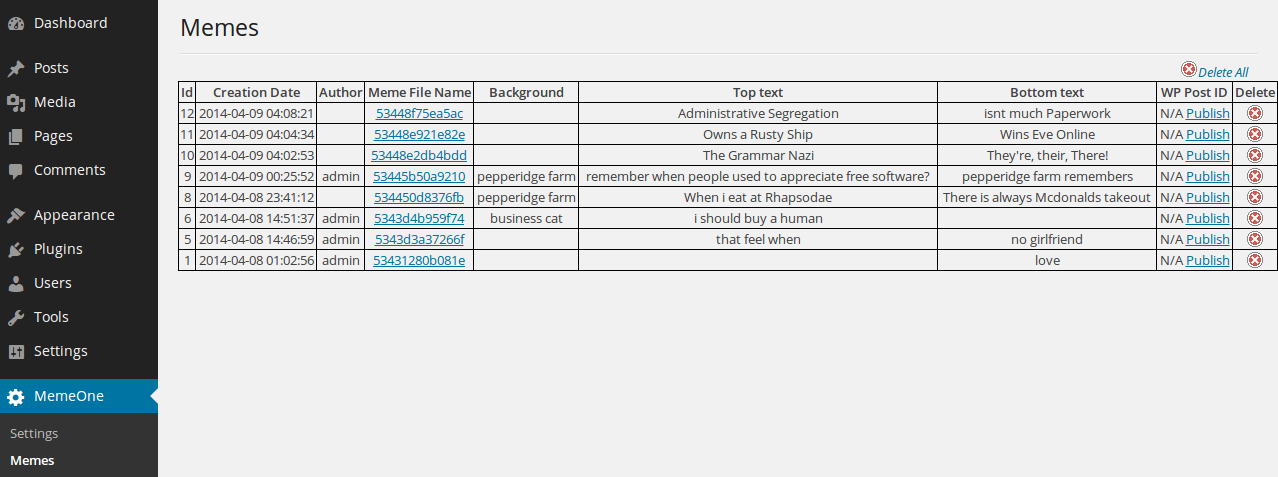 Dashboard
Posts
Media
Pages
Comments
Appearance
Plugins
Users
Tools
Settings
MemeOne
Settings
Memes
Memes
Delete All
Id Creation Date Author Meme File Name Background Top text Bottom text WP Post ID Delete
12 2014-04-09 04:08:21 53448f75ea5ac Administrative Segregation isnt much Paperwork N/A Publish
11 2014-04-09 04:04:34 53448e921e82e Owns a Rusty Ship Wins Eve Online N/A Publish
10 2014-04-09 04:02:53 53448e2db4bdd The Grammar Nazi They're, their, There! N/A Publish
9 2014-04-09 00:25:52 admin 53445b50a9210 pepperidge farm remember when people used to appreciate free software? pepperidge farm remembers N/A Publish
8 2014-04-08 23:41:12 534450d8376fb pepperidge farm When i eat at Rhapsodae There is always Mcdonalds takeout N/A Publish
6 2014-04-08 14:51:37 admin 5343d4b959f74 business cat i should buy a human N/A Publish
5 2014-04-08 14:46:59 admin 5343d3a37266f that feel when no girlfriend N/A Publish
1 2014-04-08 01:02:56 admin 53431280b081e love N/A Publish